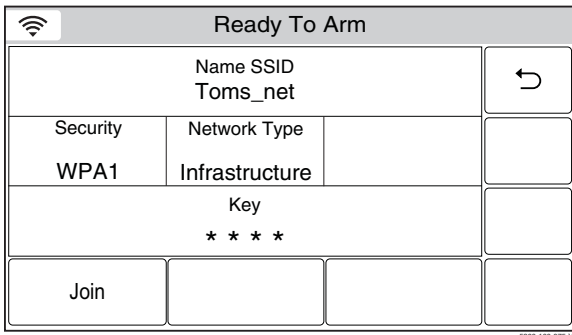 Ready To Arm
Name SSID
Toms_net
Security
Network Type
WPA1
Infrastructure
Key
* * * *
Join